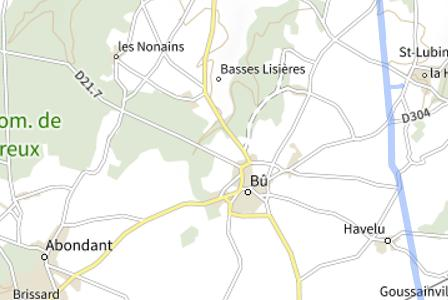 les Nonains
St-Lubin
Basses Lisières
la H
D21.7
D304
om. de
reux
Bû
Havelu
Abondant
Brissard
Goussainvil